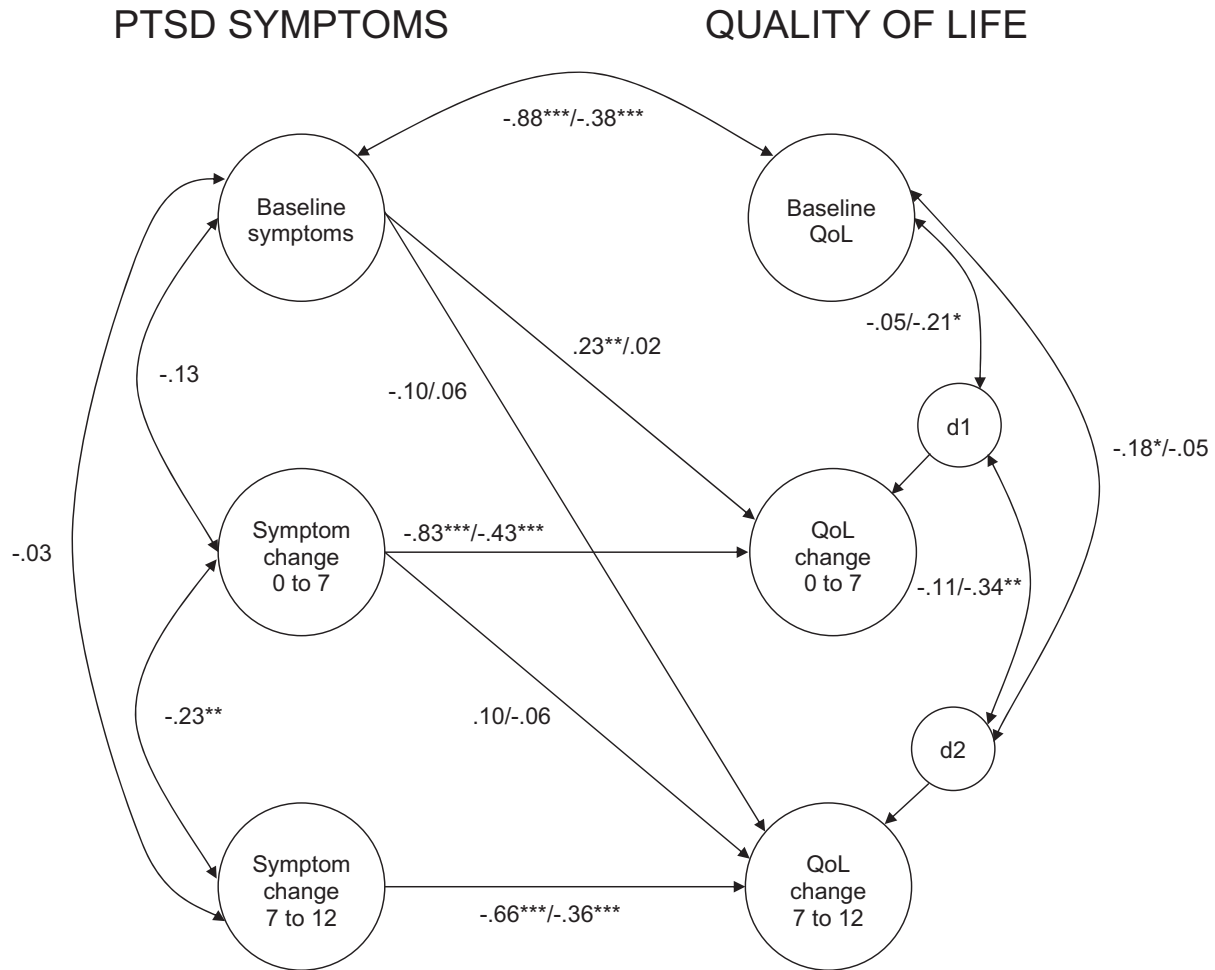 PTSD SYMPTOMS
QUALITY OF LIFE
-.88***/-.38***
Baseline
symptoms
Baseline
QoL
-.05/-.21*
.23**/.02
-.13
-.10/.06
d1
-.18*/-.05
Symptom
change
0 to 7
-.83***/-.43***
QoL
change
0 to 7
-.03
-.11/-.34**
-.23**
.10/-.06
d2
Symptom
change
7 to 12
-.66***/-.36***
QoL
change
7 to 12